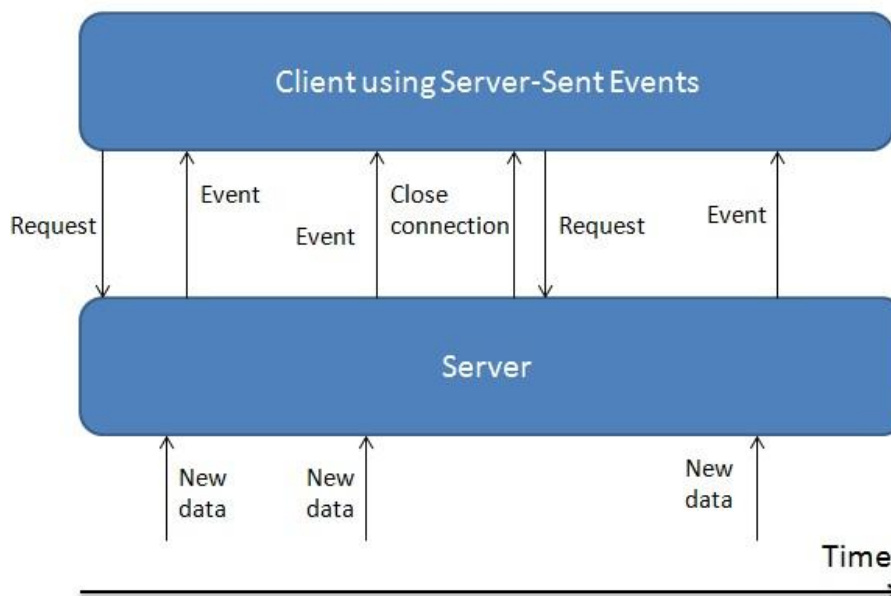 Client using Server-Sent Events
Event
Close
connection
Request
Event
Request
Event
Server
New
data
New
data
New
data
Time